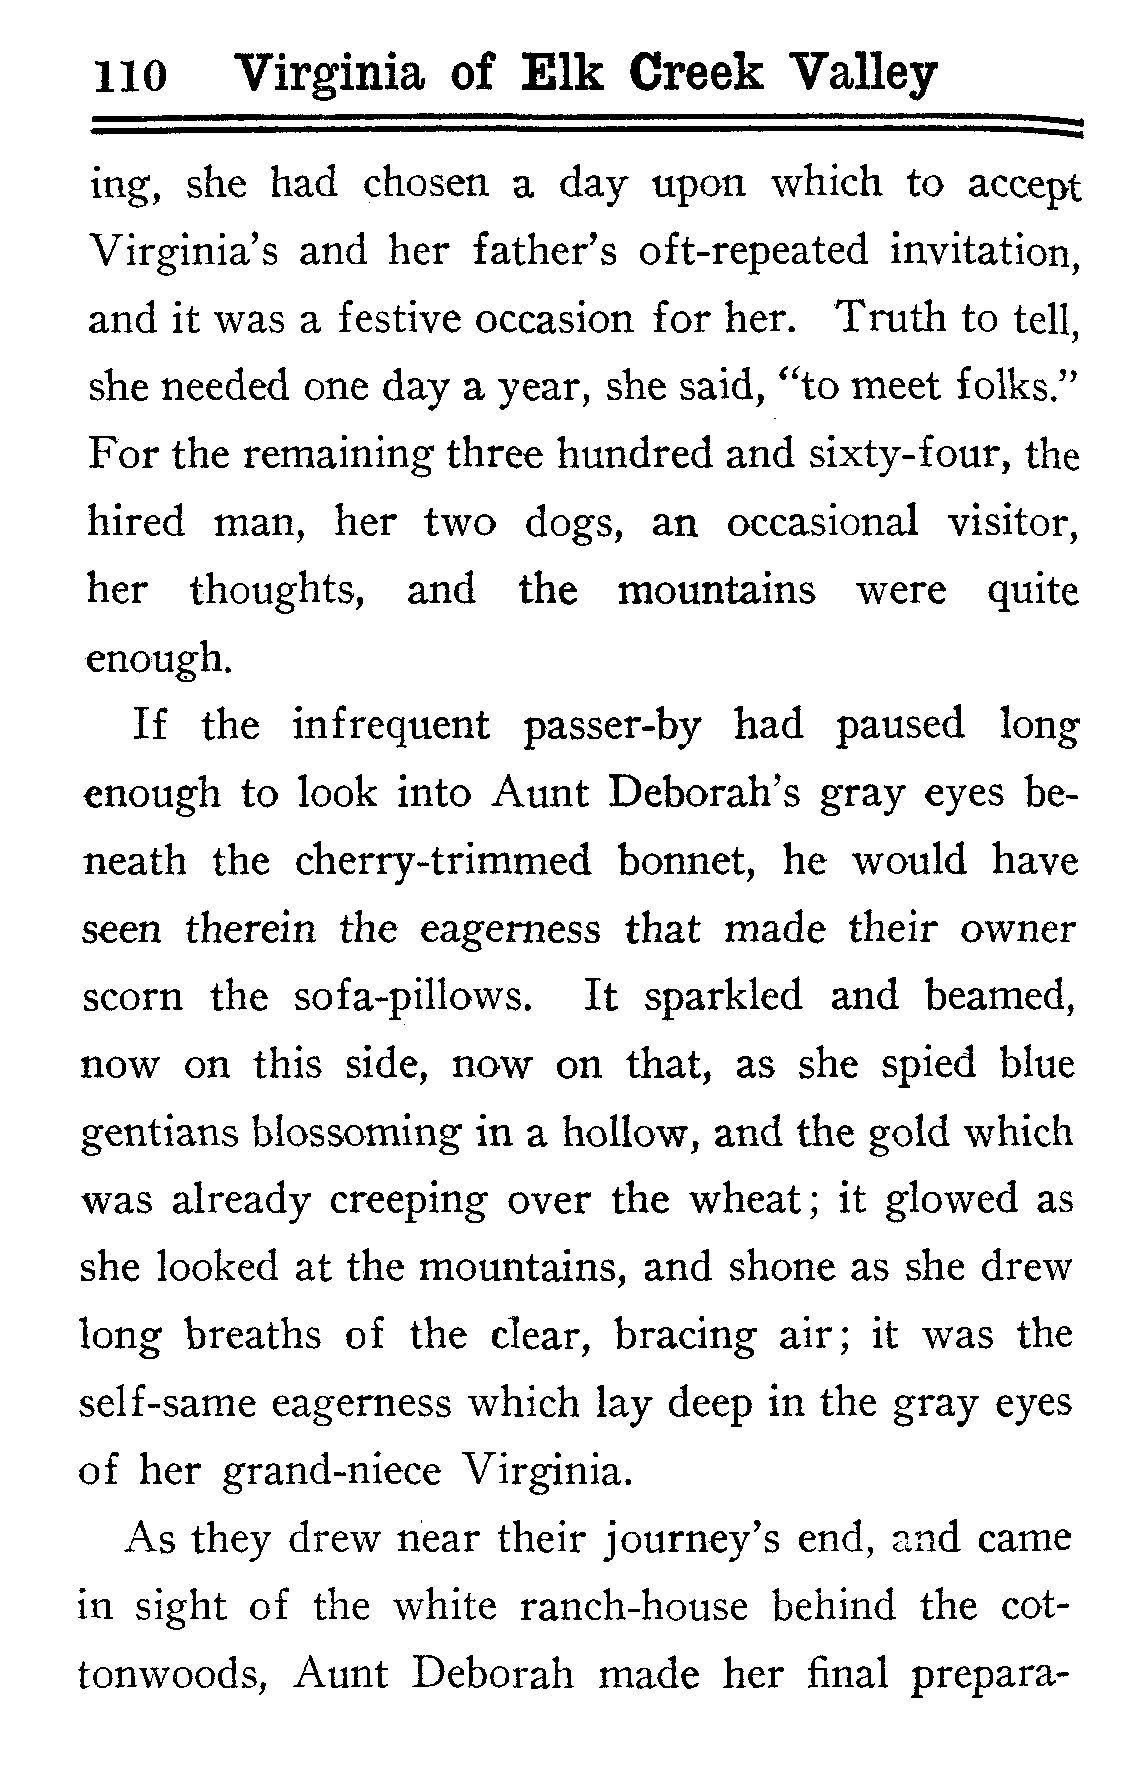 110 Virginia of Elk Creek Valley
ing, she had chosen a day upon which to accept
Virginia's and her father's oft-repeated invitation,
and it was a festive occasion for her. Truth to tell,
she needed one day a year, she said, “to meet folks.”
For the remaining three hundred and sixty-four, the
hired man, her two dogs, an occasional visitor,
her thoughts, and the mountains were quite
enough.
If the infrequent passer-by had paused long
enough to look into Aunt Deborah's gray eyes be-
neath the cherry-trimmed bonnet, he would have
seen therein the eagerness that made their owner
scorn the sofa-pillows. It sparkled and beamed,
now on this side, now on that, as she spied blue
gentians blossoming in a hollow, and the gold which
was already creeping over the wheat; it glowed as
she looked at the mountains, and shone as she drew
long breaths of the clear, bracing air; it was the
self-same eagerness which lay deep in the gray eyes
of her grand-niece Virginia.
As they drew near their journey's end, and came
in sight of the white ranch-house behind the cot-
tonwoods, Aunt Deborah made her final prepara-